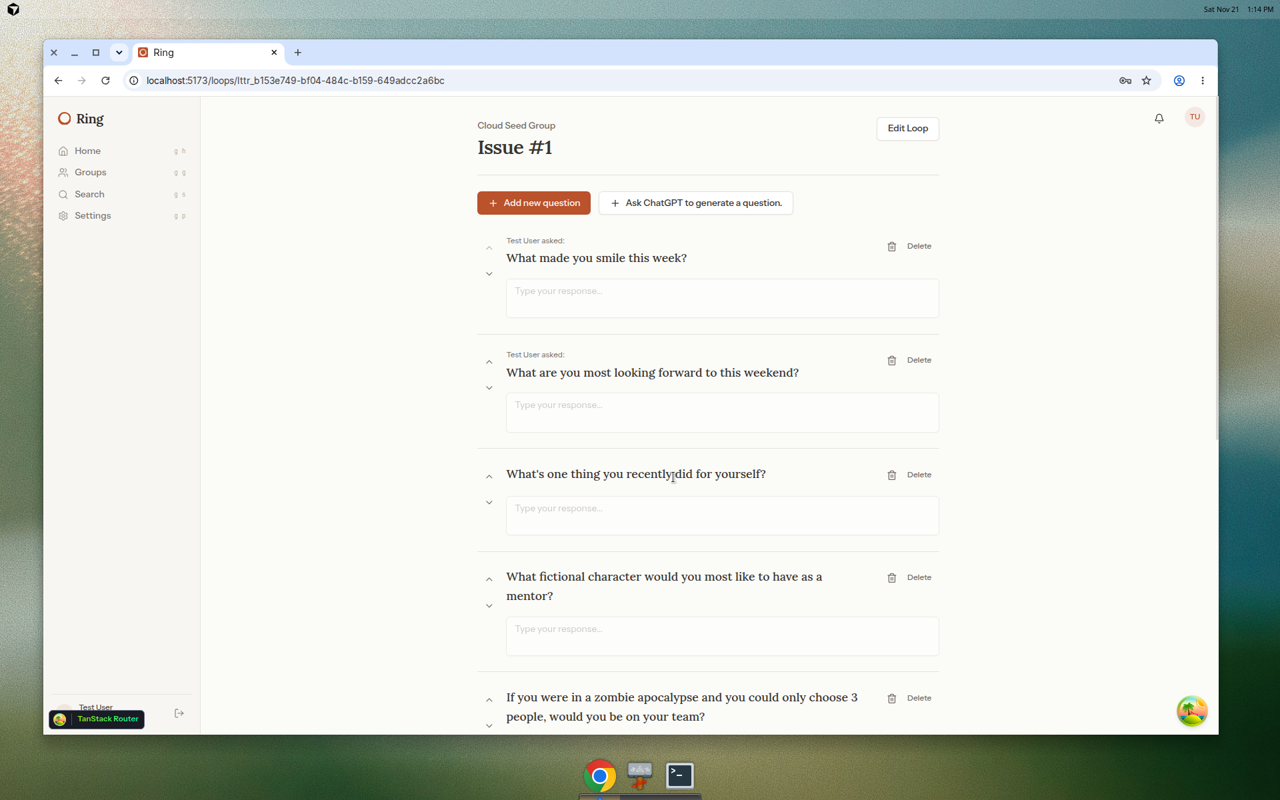 Sat Nov 21 1:14 PM
Ring
localhost:5173/loops/lttr_b153e749-bf04-484c-b159-649adcc2a6bc
Ring
Home g h
Groups g g
Search g s
Settings g p
Test User
TanStack Router
TU
Cloud Seed Group
Issue #1
Edit Loop
Add new question
Ask ChatGPT to generate a question.
Test User asked:
What made you smile this week?
Delete
Type your response...
Test User asked:
What are you most looking forward to this weekend?
Delete
Type your response...
What's one thing you recently did for yourself?
Delete
Type your response...
What fictional character would you most like to have as a
mentor?
Delete
Type your response...
If you were in a zombie apocalypse and you could only choose 3
people, would you be on your team?
Delete